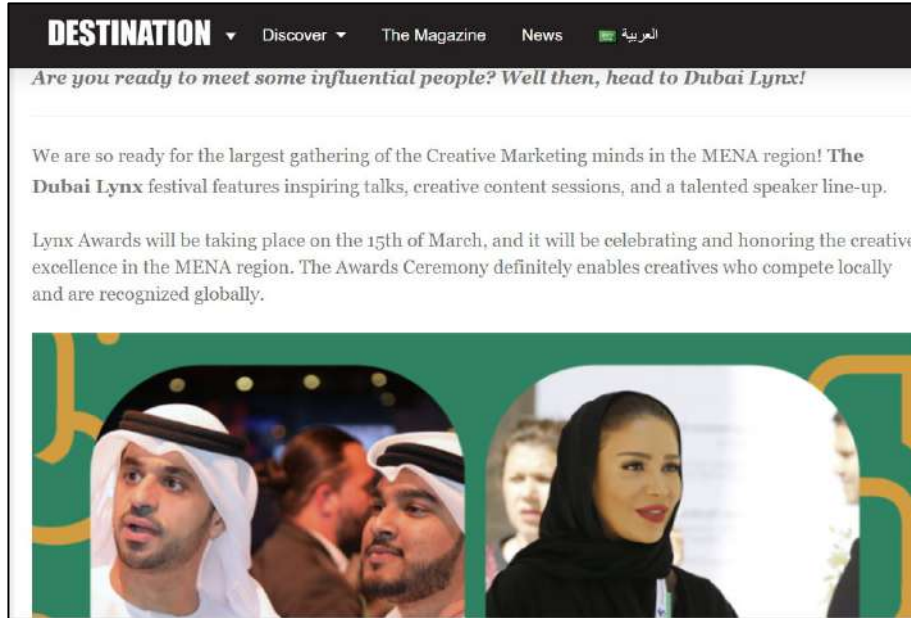 DESTINATION Discover The Magazine News العربية
Are you ready to meet some influential people? Well then, head to Dubai Lynx!
We are so ready for the largest gathering of the Creative Marketing minds in the MENA region! The
Dubai Lynx festival features inspiring talks, creative content sessions, and a talented speaker line-up.
Lynx Awards will be taking place on the 15th of March, and it will be celebrating and honoring the creative
excellence in the MENA region. The Awards Ceremony definitely enables creatives who compete locally
and are recognized globally.